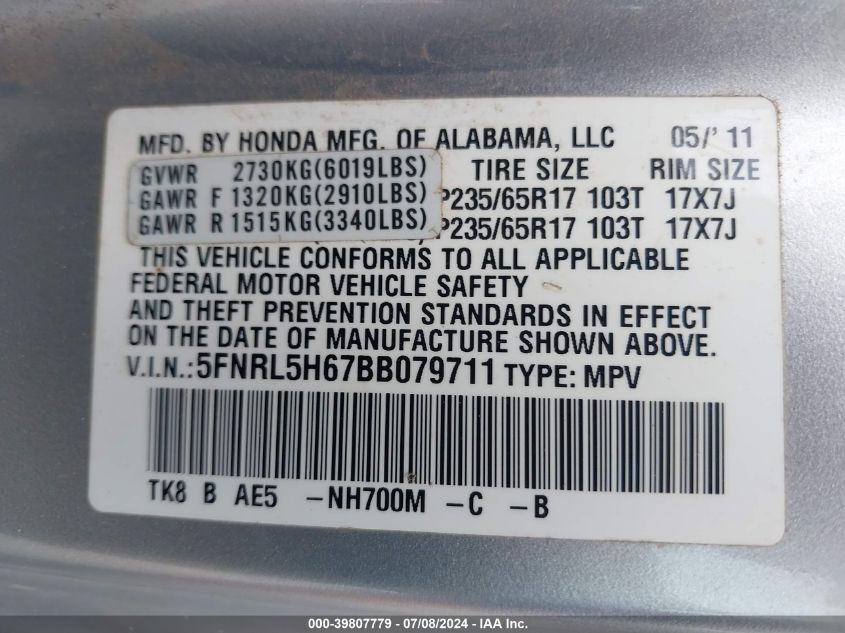 MFD. BY HONDA MFG. OF ALABAMA, LLC 05/' 11
GVWR 2730KG(6019LBS) TIRE SIZE RIM SIZE
GAWR F 1320KG(2910LBS) P235/65R17 103T 17X7J
GAWR R 1515KG(3340LBS) P235/65R17 103T 17X7J
THIS VEHICLE CONFORMS TO ALL APPLICABLE
FEDERAL MOTOR VEHICLE SAFETY
AND THEFT PREVENTION STANDARDS IN EFFECT
ON THE DATE OF MANUFACTURE SHOWN ABOVE.
V.I.N.:5FNRL5H67BB079711 TYPE: MPV
TK8 B AE5 -NH700M -C -B
000-39807779 - 07/08/2024 - IAA Inc.